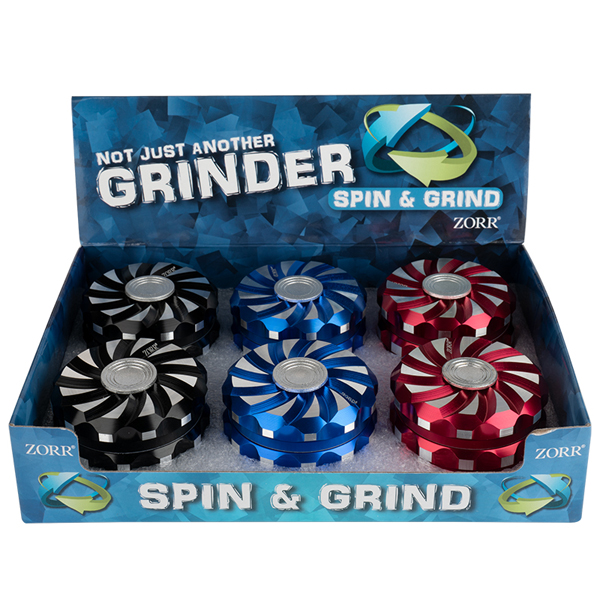 NOT JUST ANOTHER
GRINDER
SPIN & GRIND
ZORR®
ZORR®
ZORR®
SPIN & GRIND